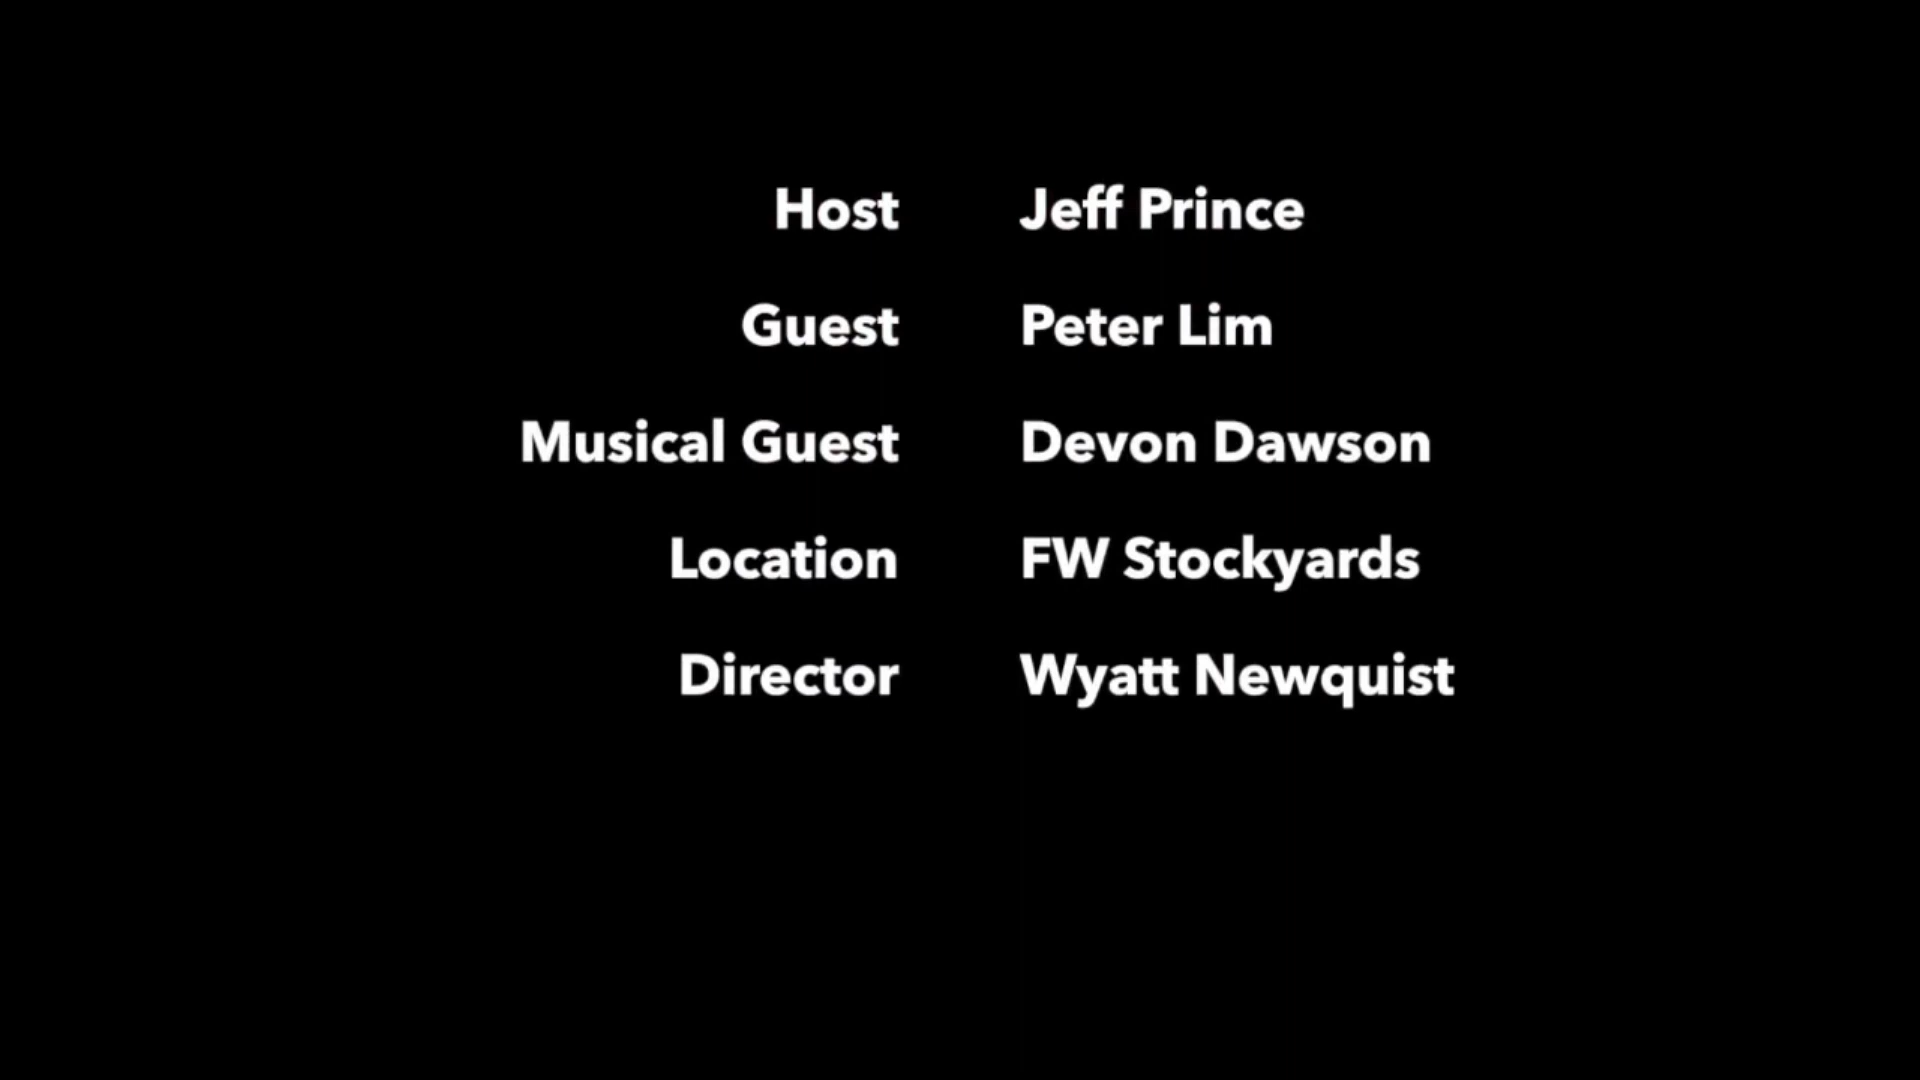 Host Jeff Prince
Guest Peter Lim
Musical Guest Devon Dawson
Location FW Stockyards
Director Wyatt Newquist